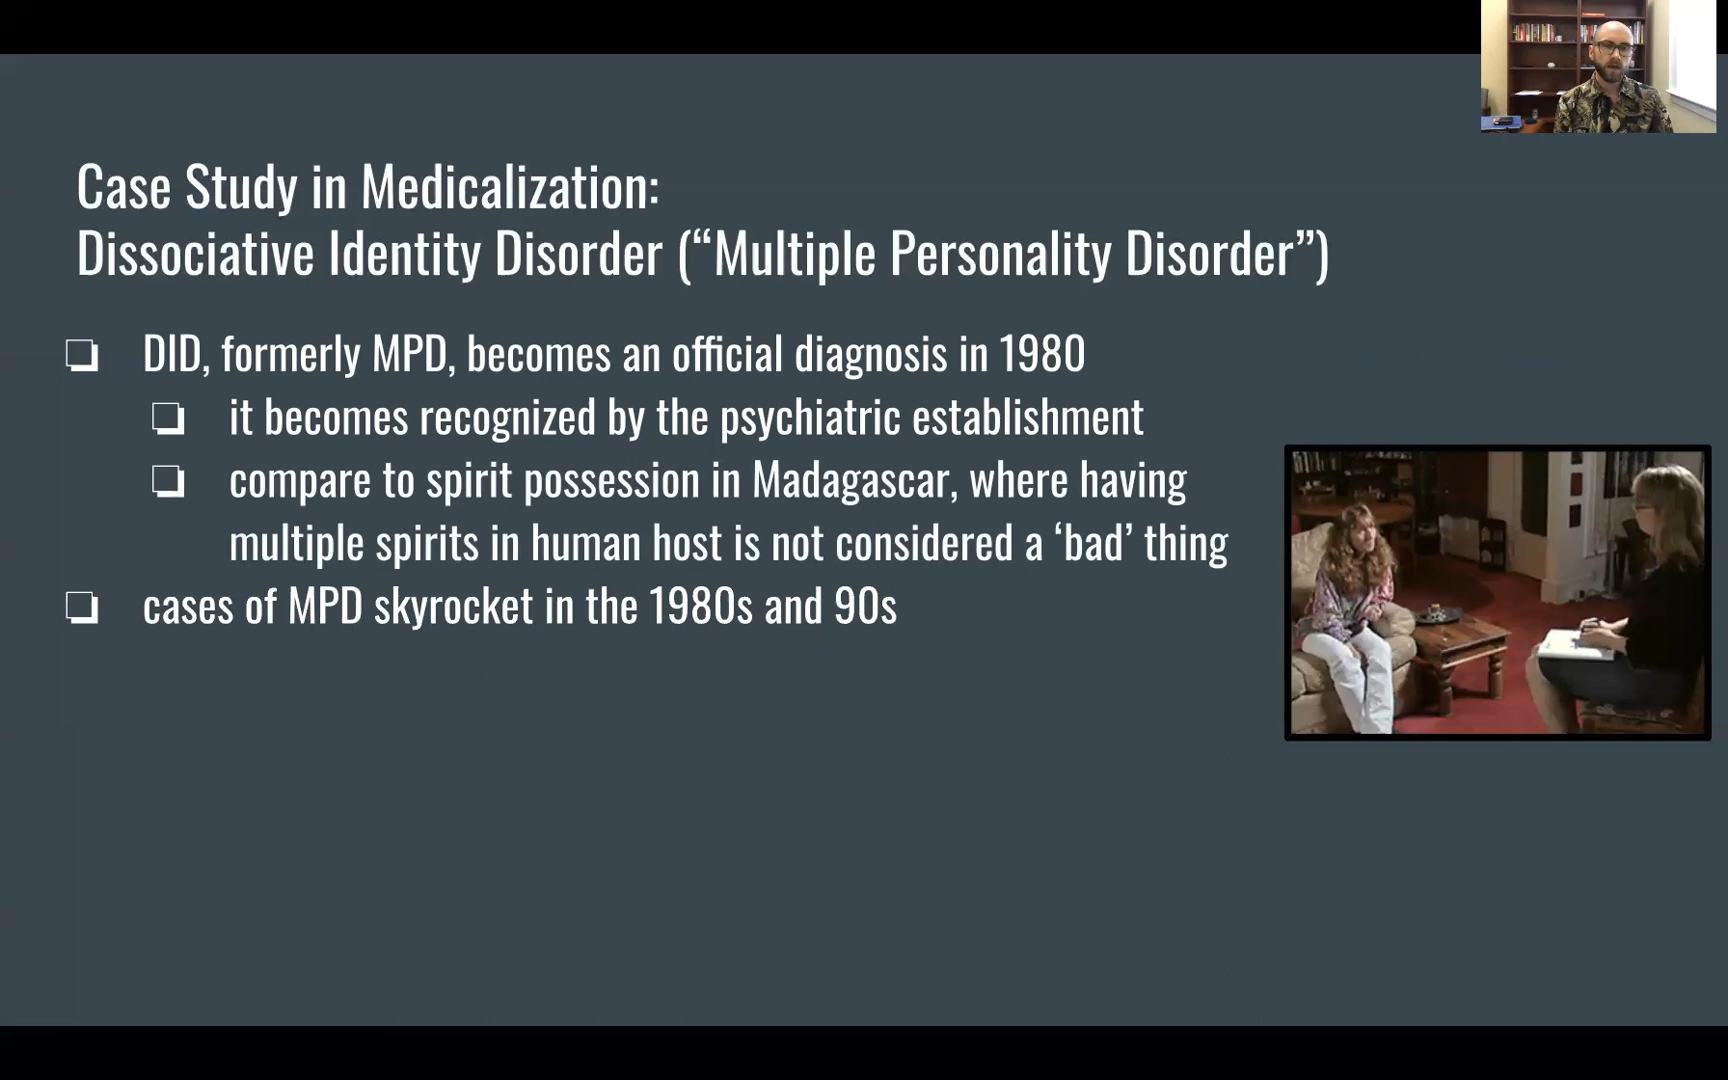 Case Study in Medicalization:
Dissociative Identity Disorder (“Multiple Personality Disorder”)
DID, formerly MPD, becomes an official diagnosis in 1980
it becomes recognized by the psychiatric establishment
compare to spirit possession in Madagascar, where having
multiple spirits in human host is not considered a ‘bad’ thing
cases of MPD skyrocket in the 1980s and 90s